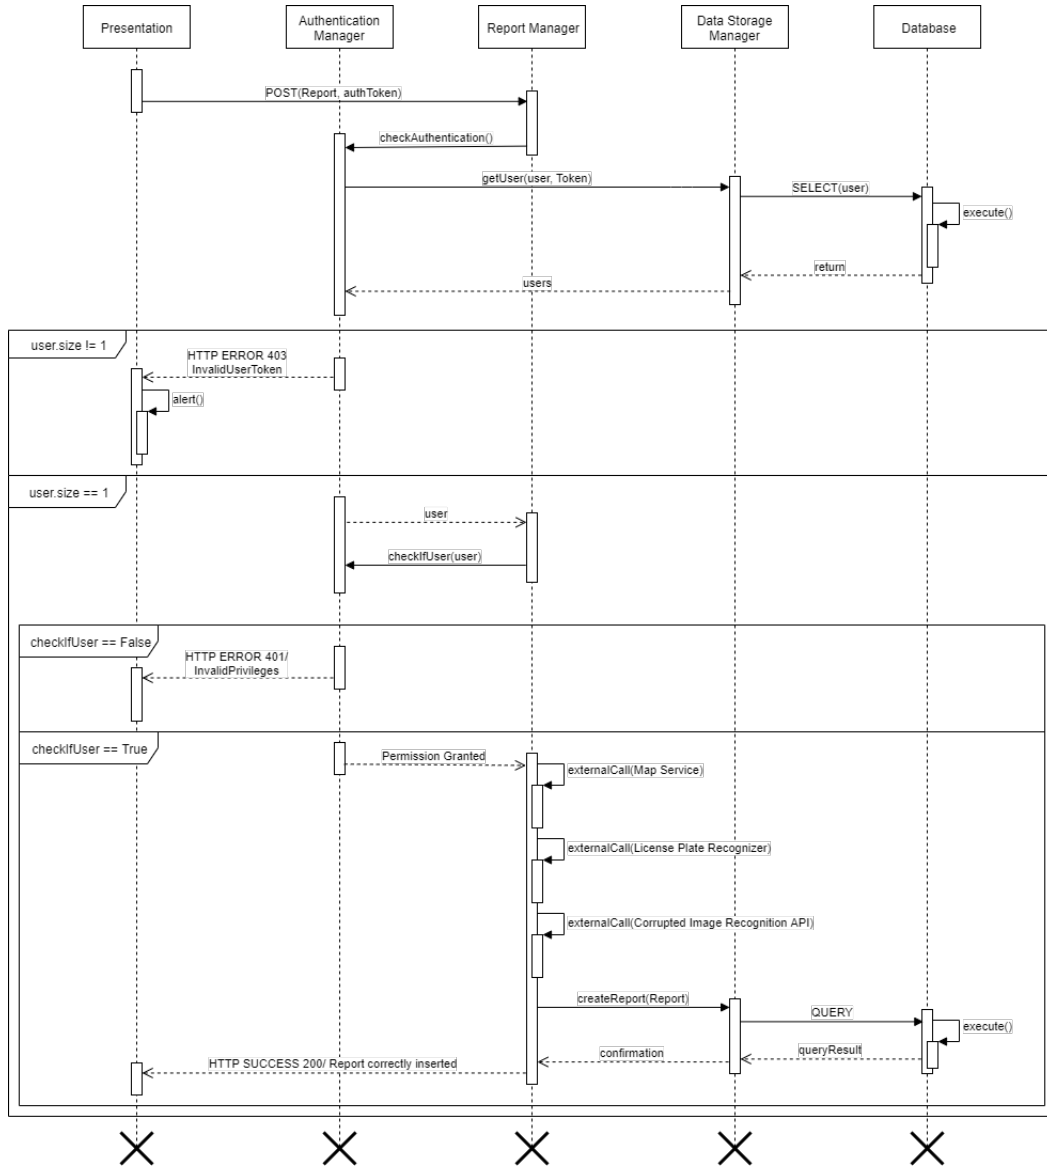 Presentation
Authentication
Manager
Report Manager
Data Storage
Manager
Database
POST(Report, authToken)
checkAuthentication()
getUser(user, Token)
SELECT(user)
execute()
return
users
user.size != 1
HTTP ERROR 403
InvalidUserToken
alert()
user.size == 1
user
checkIfUser(user)
checkIfUser == False
HTTP ERROR 401/
InvalidPrivileges
checkIfUser == True
Permission Granted
externalCall(Map Service)
externalCall(License Plate Recognizer)
externalCall(Corrupted Image Recognition API)
createReport(Report)
QUERY
execute()
queryResult
confirmation
HTTP SUCCESS 200/ Report correctly inserted